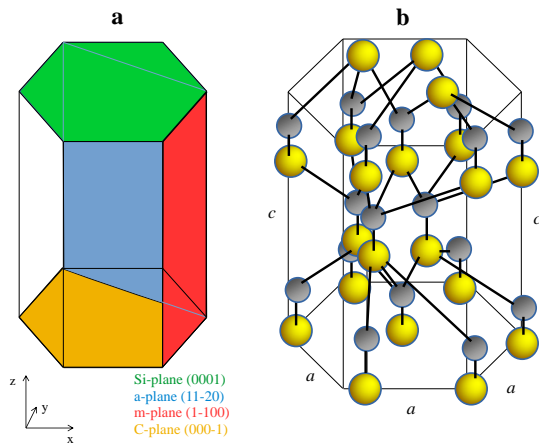 a
b
c
c
a
a
a
z
y
x
Si-plane (0001)
a-plane (11-20)
m-plane (1-100)
C-plane (000-1)